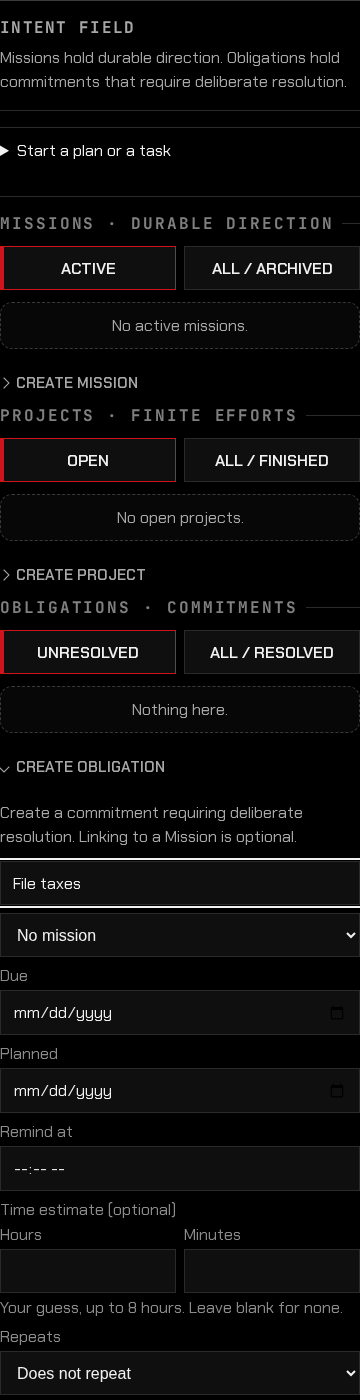 INTENT FIELD
Missions hold durable direction. Obligations hold
commitments that require deliberate resolution.
Start a plan or a task
MISSIONS · DURABLE DIRECTION
ACTIVE
ALL / ARCHIVED
No active missions.
CREATE MISSION
PROJECTS · FINITE EFFORTS
OPEN
ALL / FINISHED
No open projects.
CREATE PROJECT
OBLIGATIONS · COMMITMENTS
UNRESOLVED
ALL / RESOLVED
Nothing here.
CREATE OBLIGATION
Create a commitment requiring deliberate
resolution. Linking to a Mission is optional.
File taxes
No mission
Due
mm/dd/yyyy
Planned
mm/dd/yyyy
Remind at
--:-- --
Time estimate (optional)
Hours
Minutes
Your guess, up to 8 hours. Leave blank for none.
Repeats
Does not repeat